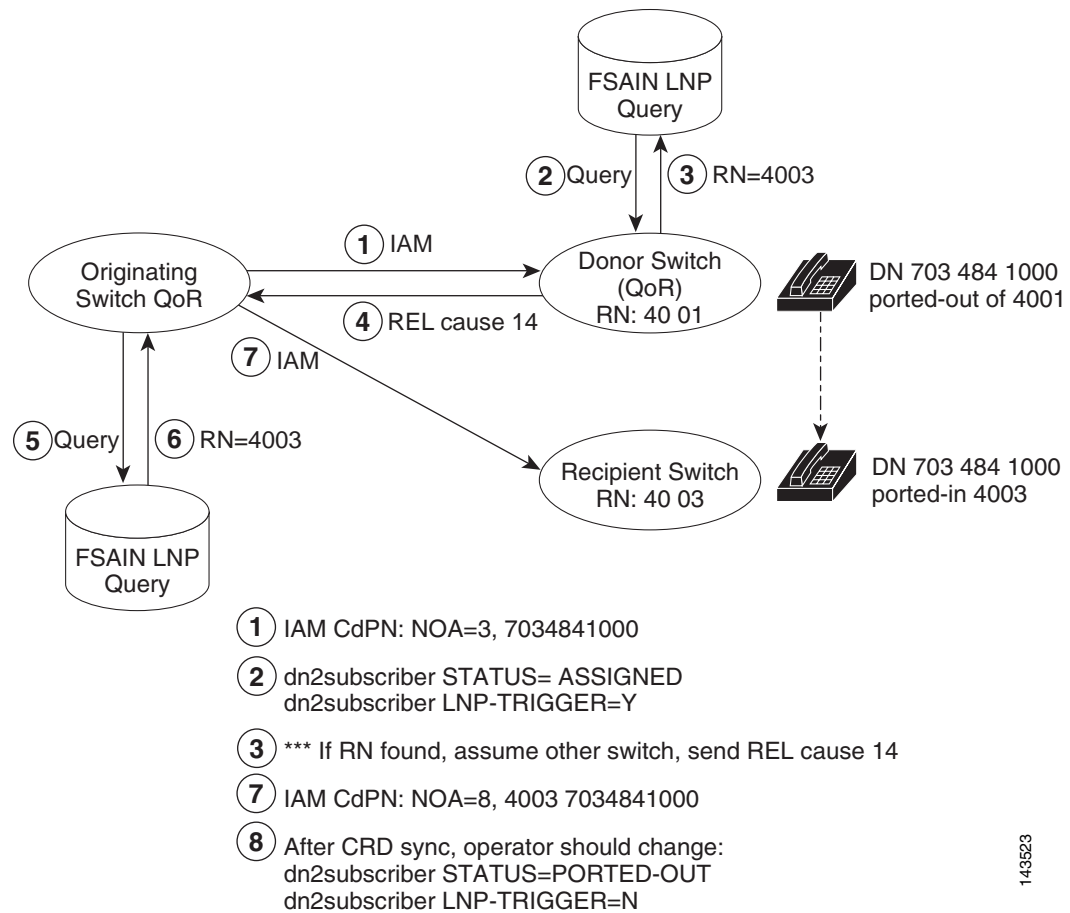 FSAIN LNP
Query
2 Query
3 RN=4003
1 IAM
Originating
Switch QoR
Donor Switch
(QoR)
RN: 40 01
DN 703 484 1000
ported-out of 4001
4 REL cause 14
7 IAM
5 Query
6 RN=4003
Recipient Switch
RN: 40 03
DN 703 484 1000
ported-in 4003
FSAIN LNP
Query
1 IAM CdPN: NOA=3, 7034841000
2 dn2subscriber STATUS= ASSIGNED
dn2subscriber LNP-TRIGGER=Y
3 *** If RN found, assume other switch, send REL cause 14
7 IAM CdPN: NOA=8, 4003 7034841000
8 After CRD sync, operator should change:
dn2subscriber STATUS=PORTED-OUT
dn2subscriber LNP-TRIGGER=N
143523